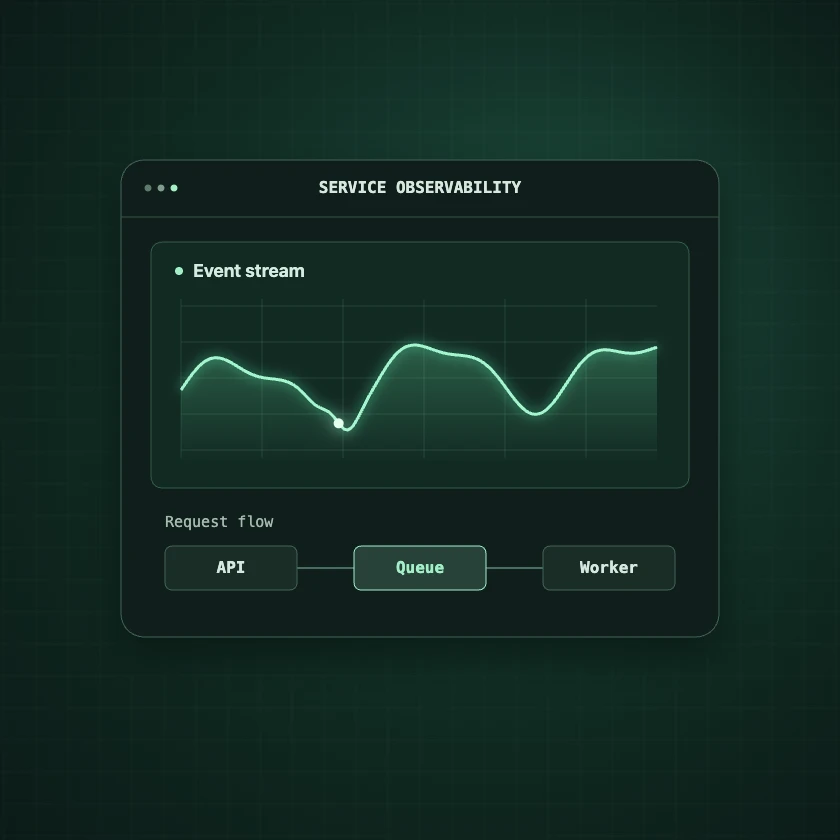 SERVICE OBSERVABILITY
Event stream
Request flow
API
Queue
Worker